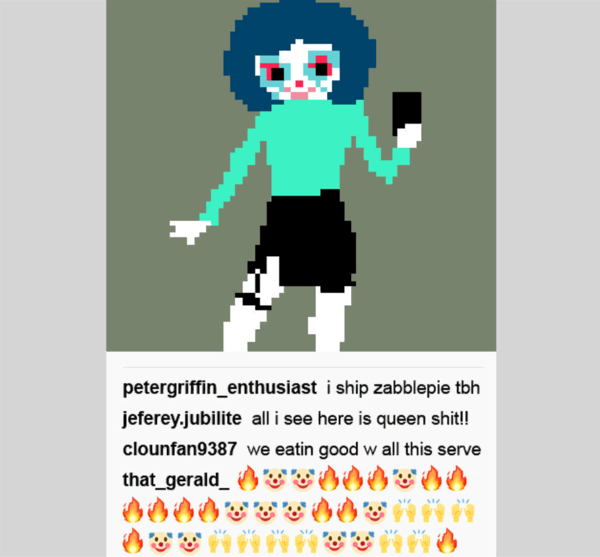 petergriffin_enthusiast i ship zabblepie tbh
jeferey.jubilite all i see here is queen shit!!
clounfan9387 we eatin good w all this serve
that_gerald_ 🔥🤡🤡🔥🔥🔥🤡🔥🔥
🔥🔥🔥🔥🤡🤡🤡🔥🔥🤡🙌🙌🙌
🔥🤡🤡🙌🙌🙌🙌🤡🤡🙌🙌🔥